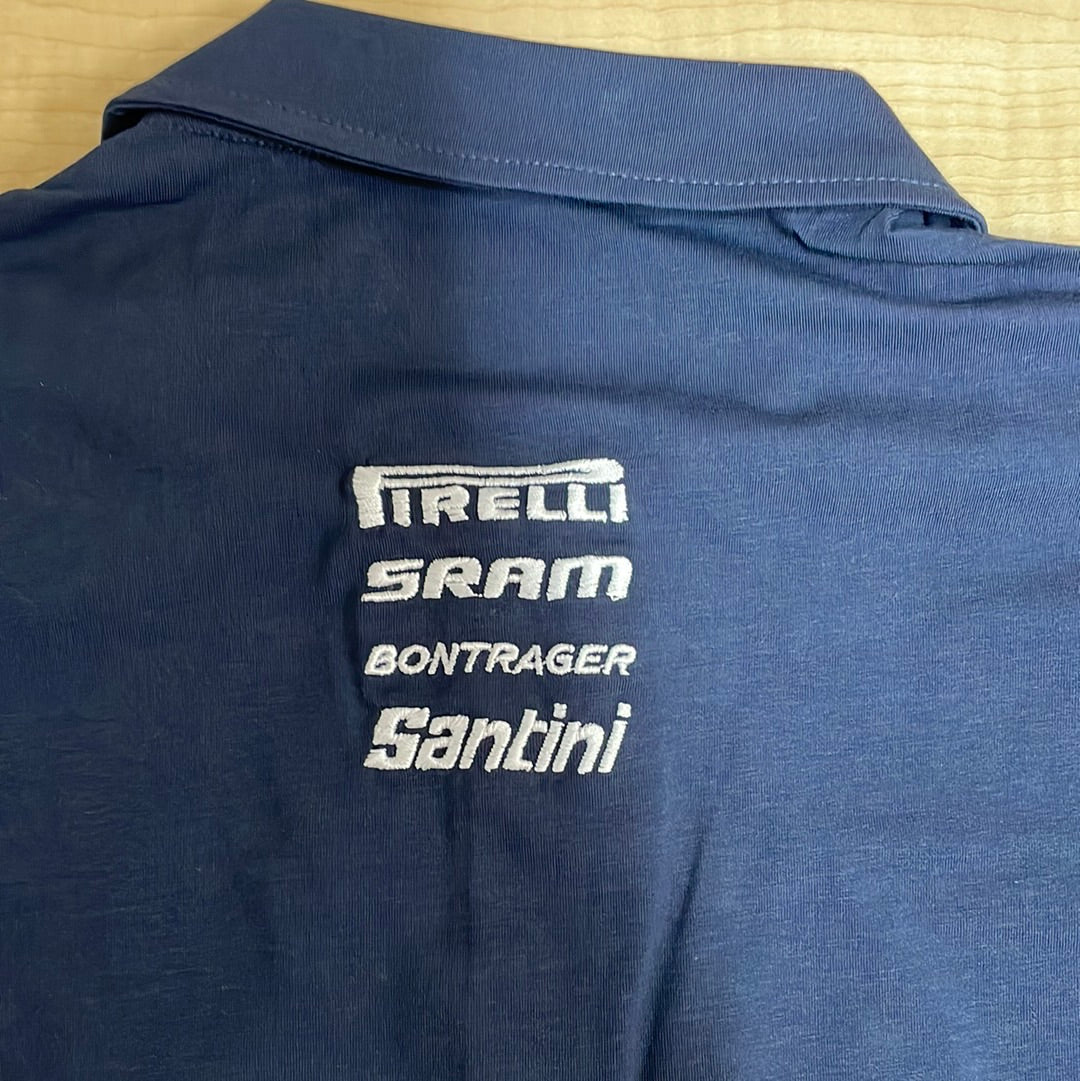 PIRELLI
SRAM
BONTRAGER
Santini